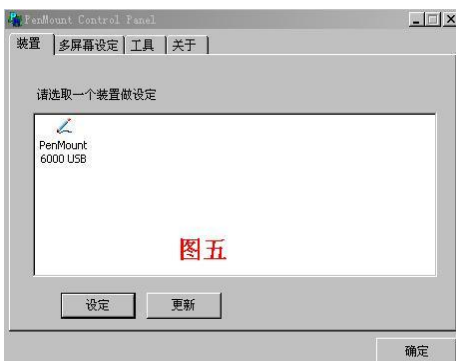 PenMount Control Panel
装置 多屏幕设定 工具 关于
请选取一个装置做设定
PenMount
6000 USB
图五
设定 更新
确定